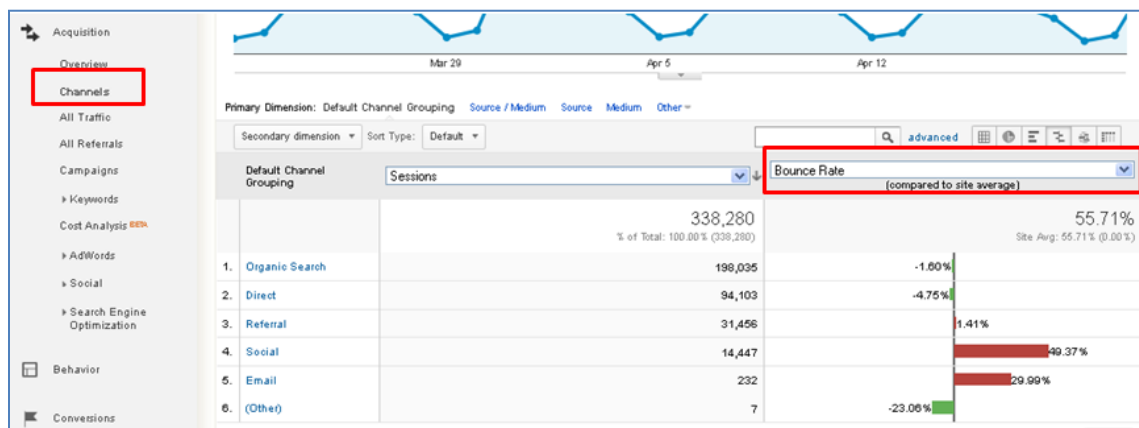 Acquisition
Overview
Channels
All Traffic
All Referrals
Campaigns
Keywords
Cost Analysis BETA
AdWords
Social
Search Engine
Optimization
Behavior
Conversions
Mar 29 Apr 5 Apr 12
Primary Dimension: Default Channel Grouping Source / Medium Source Medium Other
Secondary dimension Sort Type: Default advanced
Default Channel
Grouping
Sessions
Bounce Rate
(compared to site average)
338,280 55.71%
% of Total: 100.00% (338,280) Site Avg: 55.71% (0.00%)
1. Organic Search 198,035 -1.60%
2. Direct 94,103 -4.75%
3. Referral 31,456 1.41%
4. Social 14,447 49.37%
5. Email 232 29.99%
6. (Other) 7 -23.06%